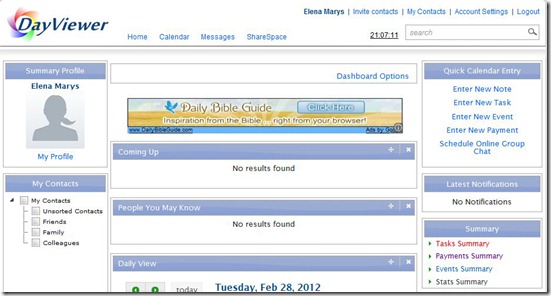 DayViewer
Elena Marys | Invite contacts | My Contacts | Account Settings | Logout
Home Calendar Messages ShareSpace
21:07:11
search
Summary Profile
Elena Marys
My Profile
My Contacts
My Contacts
Unsorted Contacts
Friends
Family
Colleagues
Dashboard Options
Daily Bible Guide
Click Here
Inspiration from the Bible ... right from your browser!
www.DailyBibleGuide.com
Ads by Go
Coming Up
No results found
People You May Know
No results found
Daily View
today
Tuesday, Feb 28, 2012
Quick Calendar Entry
Enter New Note
Enter New Task
Enter New Event
Enter New Payment
Schedule Online Group
Chat
Latest Notifications
No Notifications
Summary
Tasks Summary
Payments Summary
Events Summary
Stats Summary